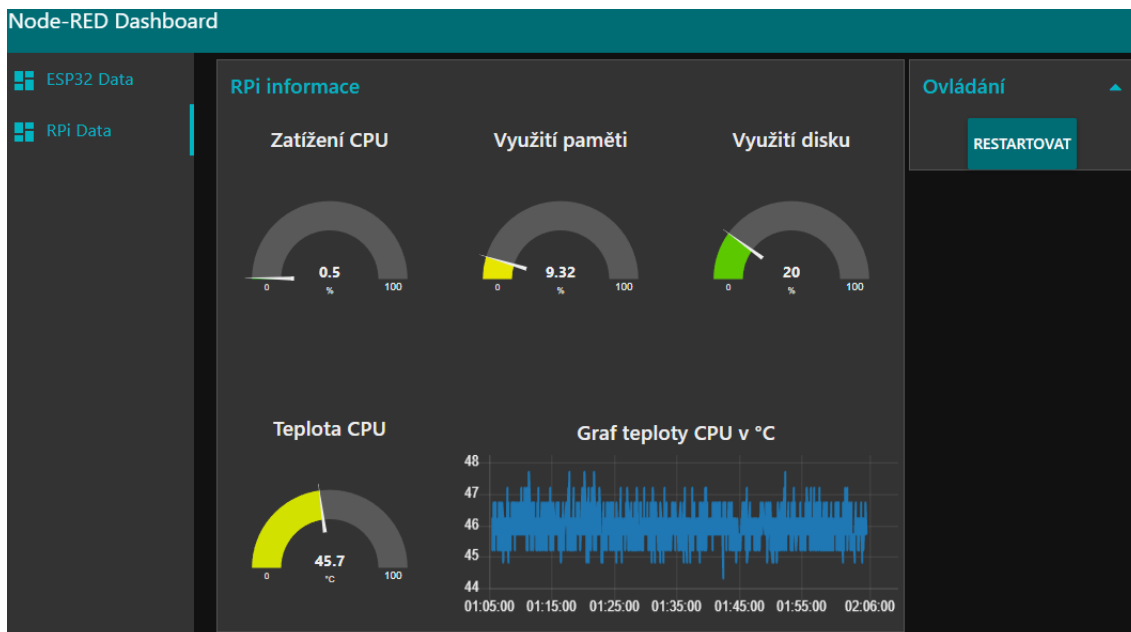 Node-RED Dashboard
ESP32 Data
RPi Data
RPi informace
Zatížení CPU
0.5
%
0
100
Využití paměti
9.32
%
0
100
Využití disku
20
%
0
100
Teplota CPU
45.7
°C
0
100
Graf teploty CPU v °C
48
47
46
45
44
01:05:00 01:15:00 01:25:00 01:35:00 01:45:00 01:55:00 02:06:00
Ovládání
RESTARTOVAT